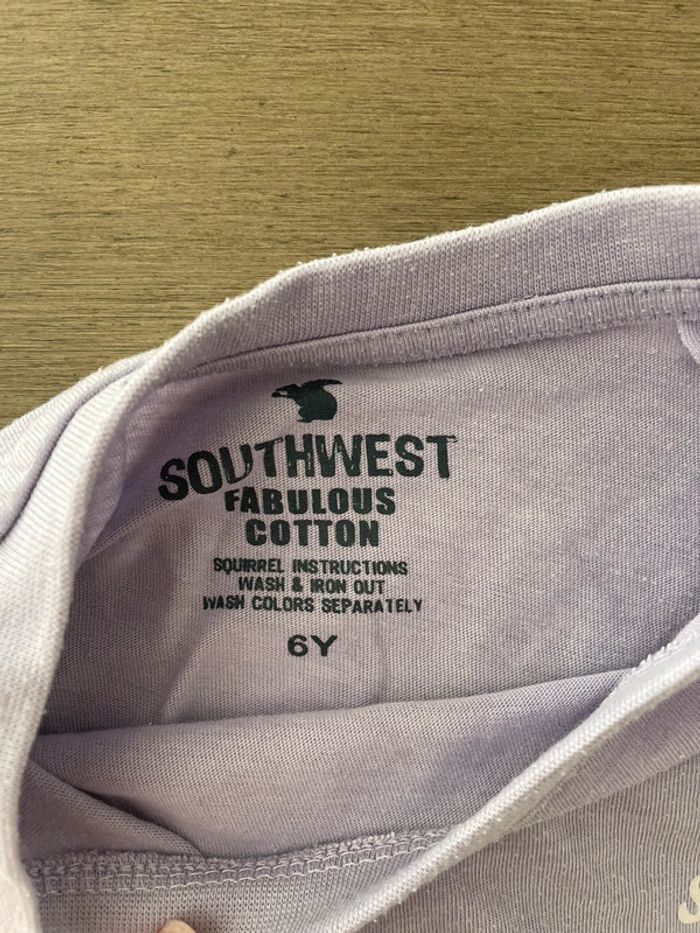 SOUTHWEST
FABULOUS
COTTON
SQUIRREL INSTRUCTIONS
WASH & IRON OUT
WASH COLORS SEPARATELY
6Y
S